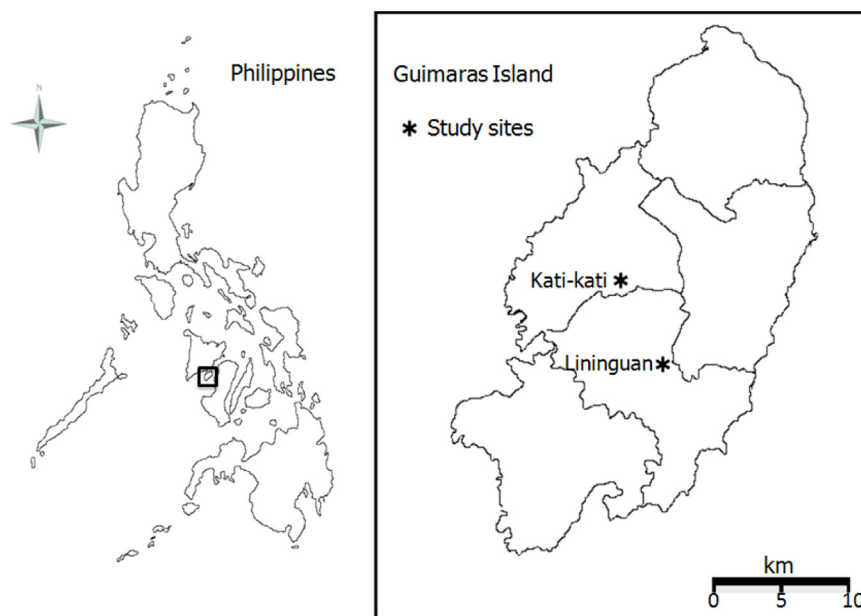 N
Philippines
Guimaras Island
* Study sites
Kati-kati *
Lininguan *
km
0 5 10